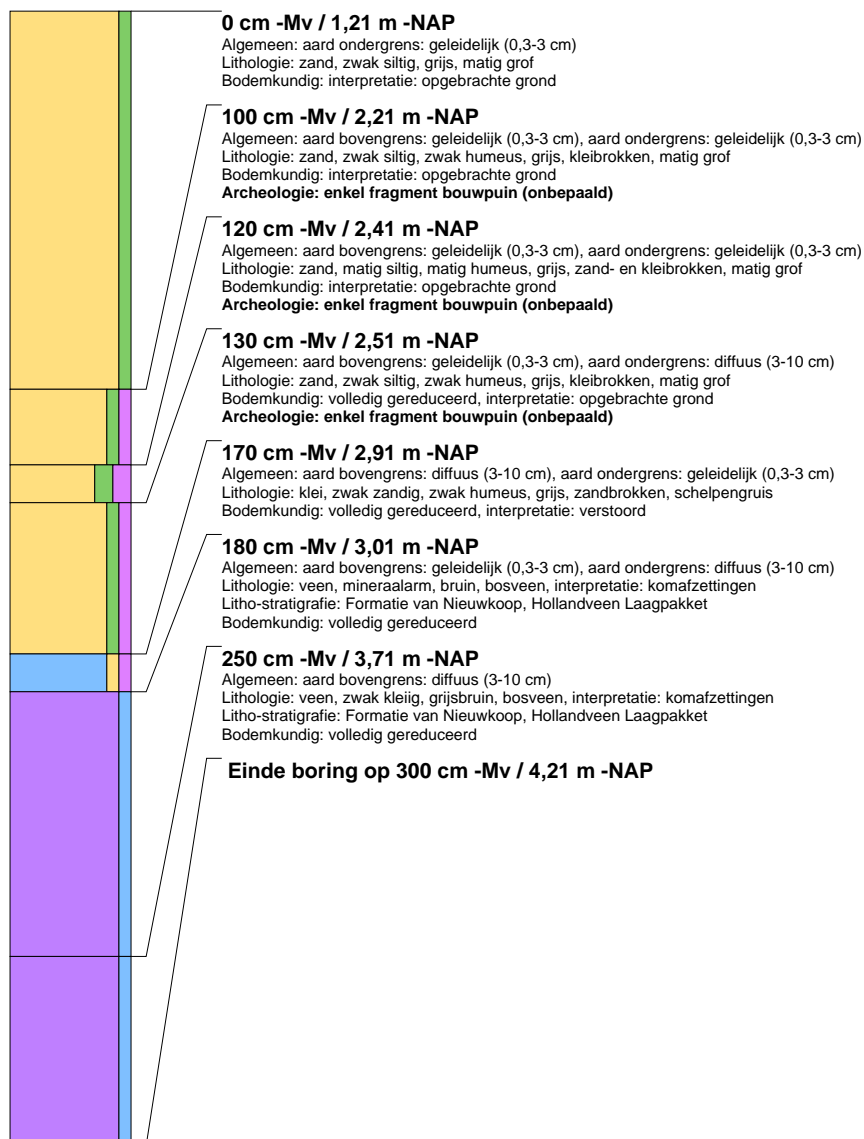 0 cm -Mv / 1,21 m -NAP
Algemeen: aard ondergrens: geleidelijk (0,3-3 cm)
Lithologie: zand, zwak siltig, grijs, matig grof
Bodemkundig: interpretatie: opgebrachte grond
100 cm -Mv / 2,21 m -NAP
Algemeen: aard bovengrens: geleidelijk (0,3-3 cm), aard ondergrens: geleidelijk (0,3-3 cm)
Lithologie: zand, zwak siltig, zwak humeus, grijs, kleibrokken, matig grof
Bodemkundig: interpretatie: opgebrachte grond
Archeologie: enkel fragment bouwpuin (onbepaald)
120 cm -Mv / 2,41 m -NAP
Algemeen: aard bovengrens: geleidelijk (0,3-3 cm), aard ondergrens: geleidelijk (0,3-3 cm)
Lithologie: zand, matig siltig, matig humeus, grijs, zand- en kleibrokken, matig grof
Bodemkundig: interpretatie: opgebrachte grond
Archeologie: enkel fragment bouwpuin (onbepaald)
130 cm -Mv / 2,51 m -NAP
Algemeen: aard bovengrens: geleidelijk (0,3-3 cm), aard ondergrens: diffuus (3-10 cm)
Lithologie: zand, zwak siltig, zwak humeus, grijs, kleibrokken, matig grof
Bodemkundig: volledig gereduceerd, interpretatie: opgebrachte grond
Archeologie: enkel fragment bouwpuin (onbepaald)
170 cm -Mv / 2,91 m -NAP
Algemeen: aard bovengrens: diffuus (3-10 cm), aard ondergrens: geleidelijk (0,3-3 cm)
Lithologie: klei, zwak zandig, zwak humeus, grijs, zandbrokken, schelpengruis
Bodemkundig: volledig gereduceerd, interpretatie: verstoord
180 cm -Mv / 3,01 m -NAP
Algemeen: aard bovengrens: geleidelijk (0,3-3 cm), aard ondergrens: diffuus (3-10 cm)
Lithologie: veen, mineraalarm, bruin, bosveen, interpretatie: komafzettingen
Litho-stratigrafie: Formatie van Nieuwkoop, Hollandveen Laagpakket
Bodemkundig: volledig gereduceerd
250 cm -Mv / 3,71 m -NAP
Algemeen: aard bovengrens: diffuus (3-10 cm)
Lithologie: veen, zwak kleiig, grijsbruin, bosveen, interpretatie: komafzettingen
Litho-stratigrafie: Formatie van Nieuwkoop, Hollandveen Laagpakket
Bodemkundig: volledig gereduceerd
Einde boring op 300 cm -Mv / 4,21 m -NAP